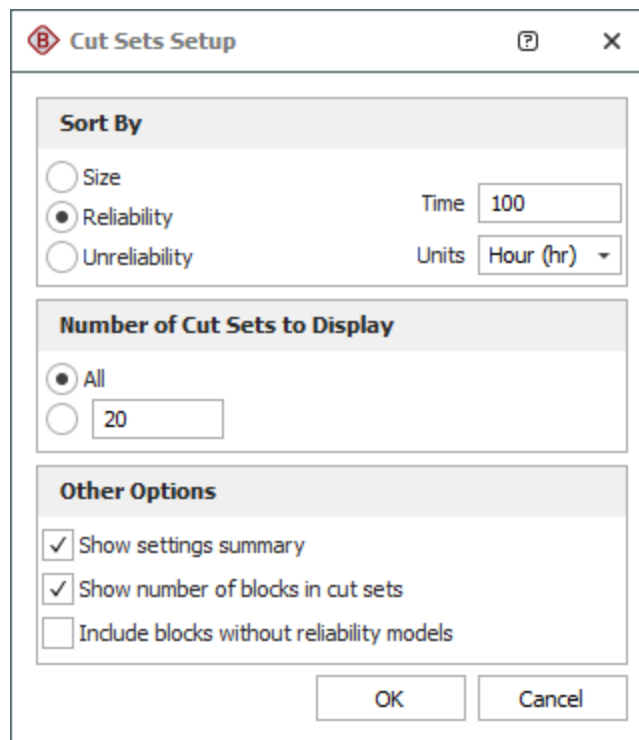 B Cut Sets Setup ?
Sort By
Size
Reliability
Unreliability
Time 100
Units Hour (hr)
Number of Cut Sets to Display
All
20
Other Options
Show settings summary
Show number of blocks in cut sets
Include blocks without reliability models
OK Cancel